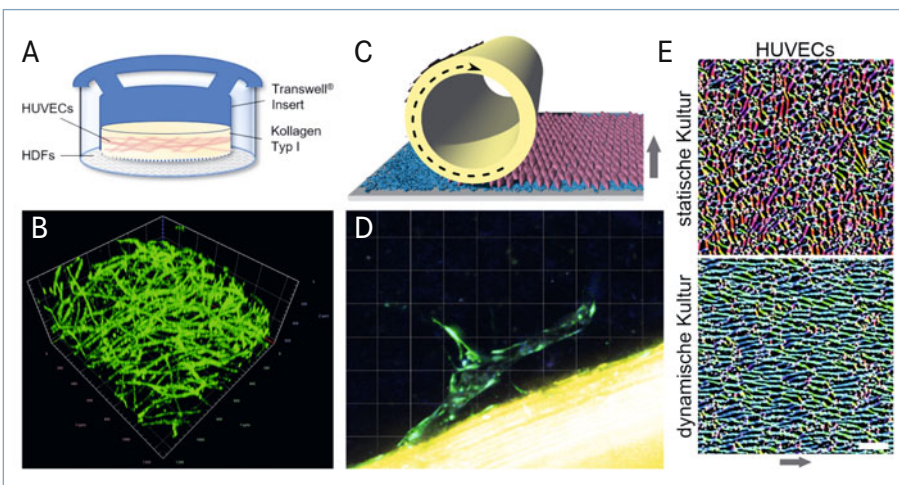 A
HUVECs
HDFs
Transwell®
Insert
Kollagen
Typ I
B
C
D
E
HUVECs
statische Kultur
dynamische Kultur